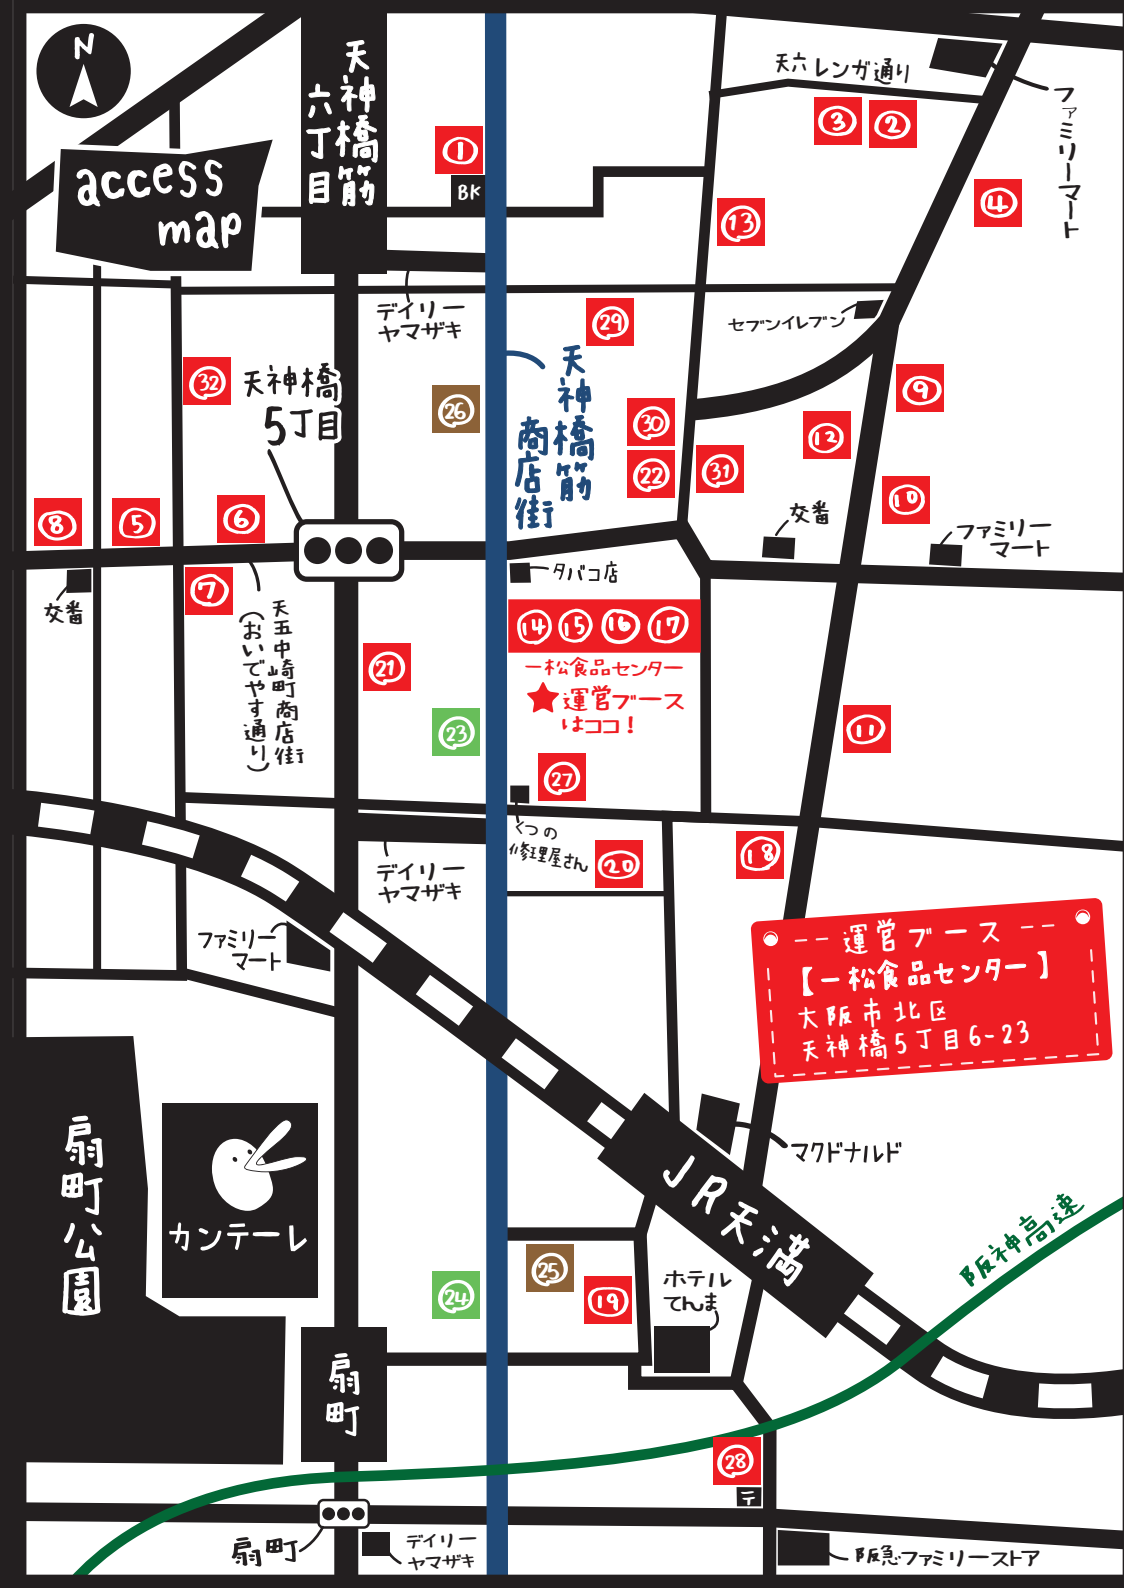 N
access
map
天神橋筋
六丁目
①
BK
天六レンガ通り
③
②
ファミリーマート
④
⑬
デイリー
ヤマザキ
㉙
セブンイレブン
㉜
天神橋
5丁目
㉖
天神橋筋
商店街
㉚
㉒
㉛
⑨
⑫
⑩
⑧
⑤
⑥
交番
ファミリー
マート
⑦
交番
タバコ店
天五中崎町商店街
(おいでやす通り)
⑭ ⑮ ⑯ ⑰
一松食品センター
★運営ブース
はココ!
㉑
㉓
⑪
㉗
くつの
修理屋さん
⑳
⑱
デイリー
ヤマザキ
ファミリー
マート
運営ブース
【一松食品センター】
大阪市北区
天神橋5丁目6-23
扇町公園
カンテーレ
マクドナルド
JR天満
阪神高速
㉕
⑲
㉔
ホテル
てんま
扇町
㉘
〒
扇町
デイリー
ヤマザキ
阪急ファミリーストア